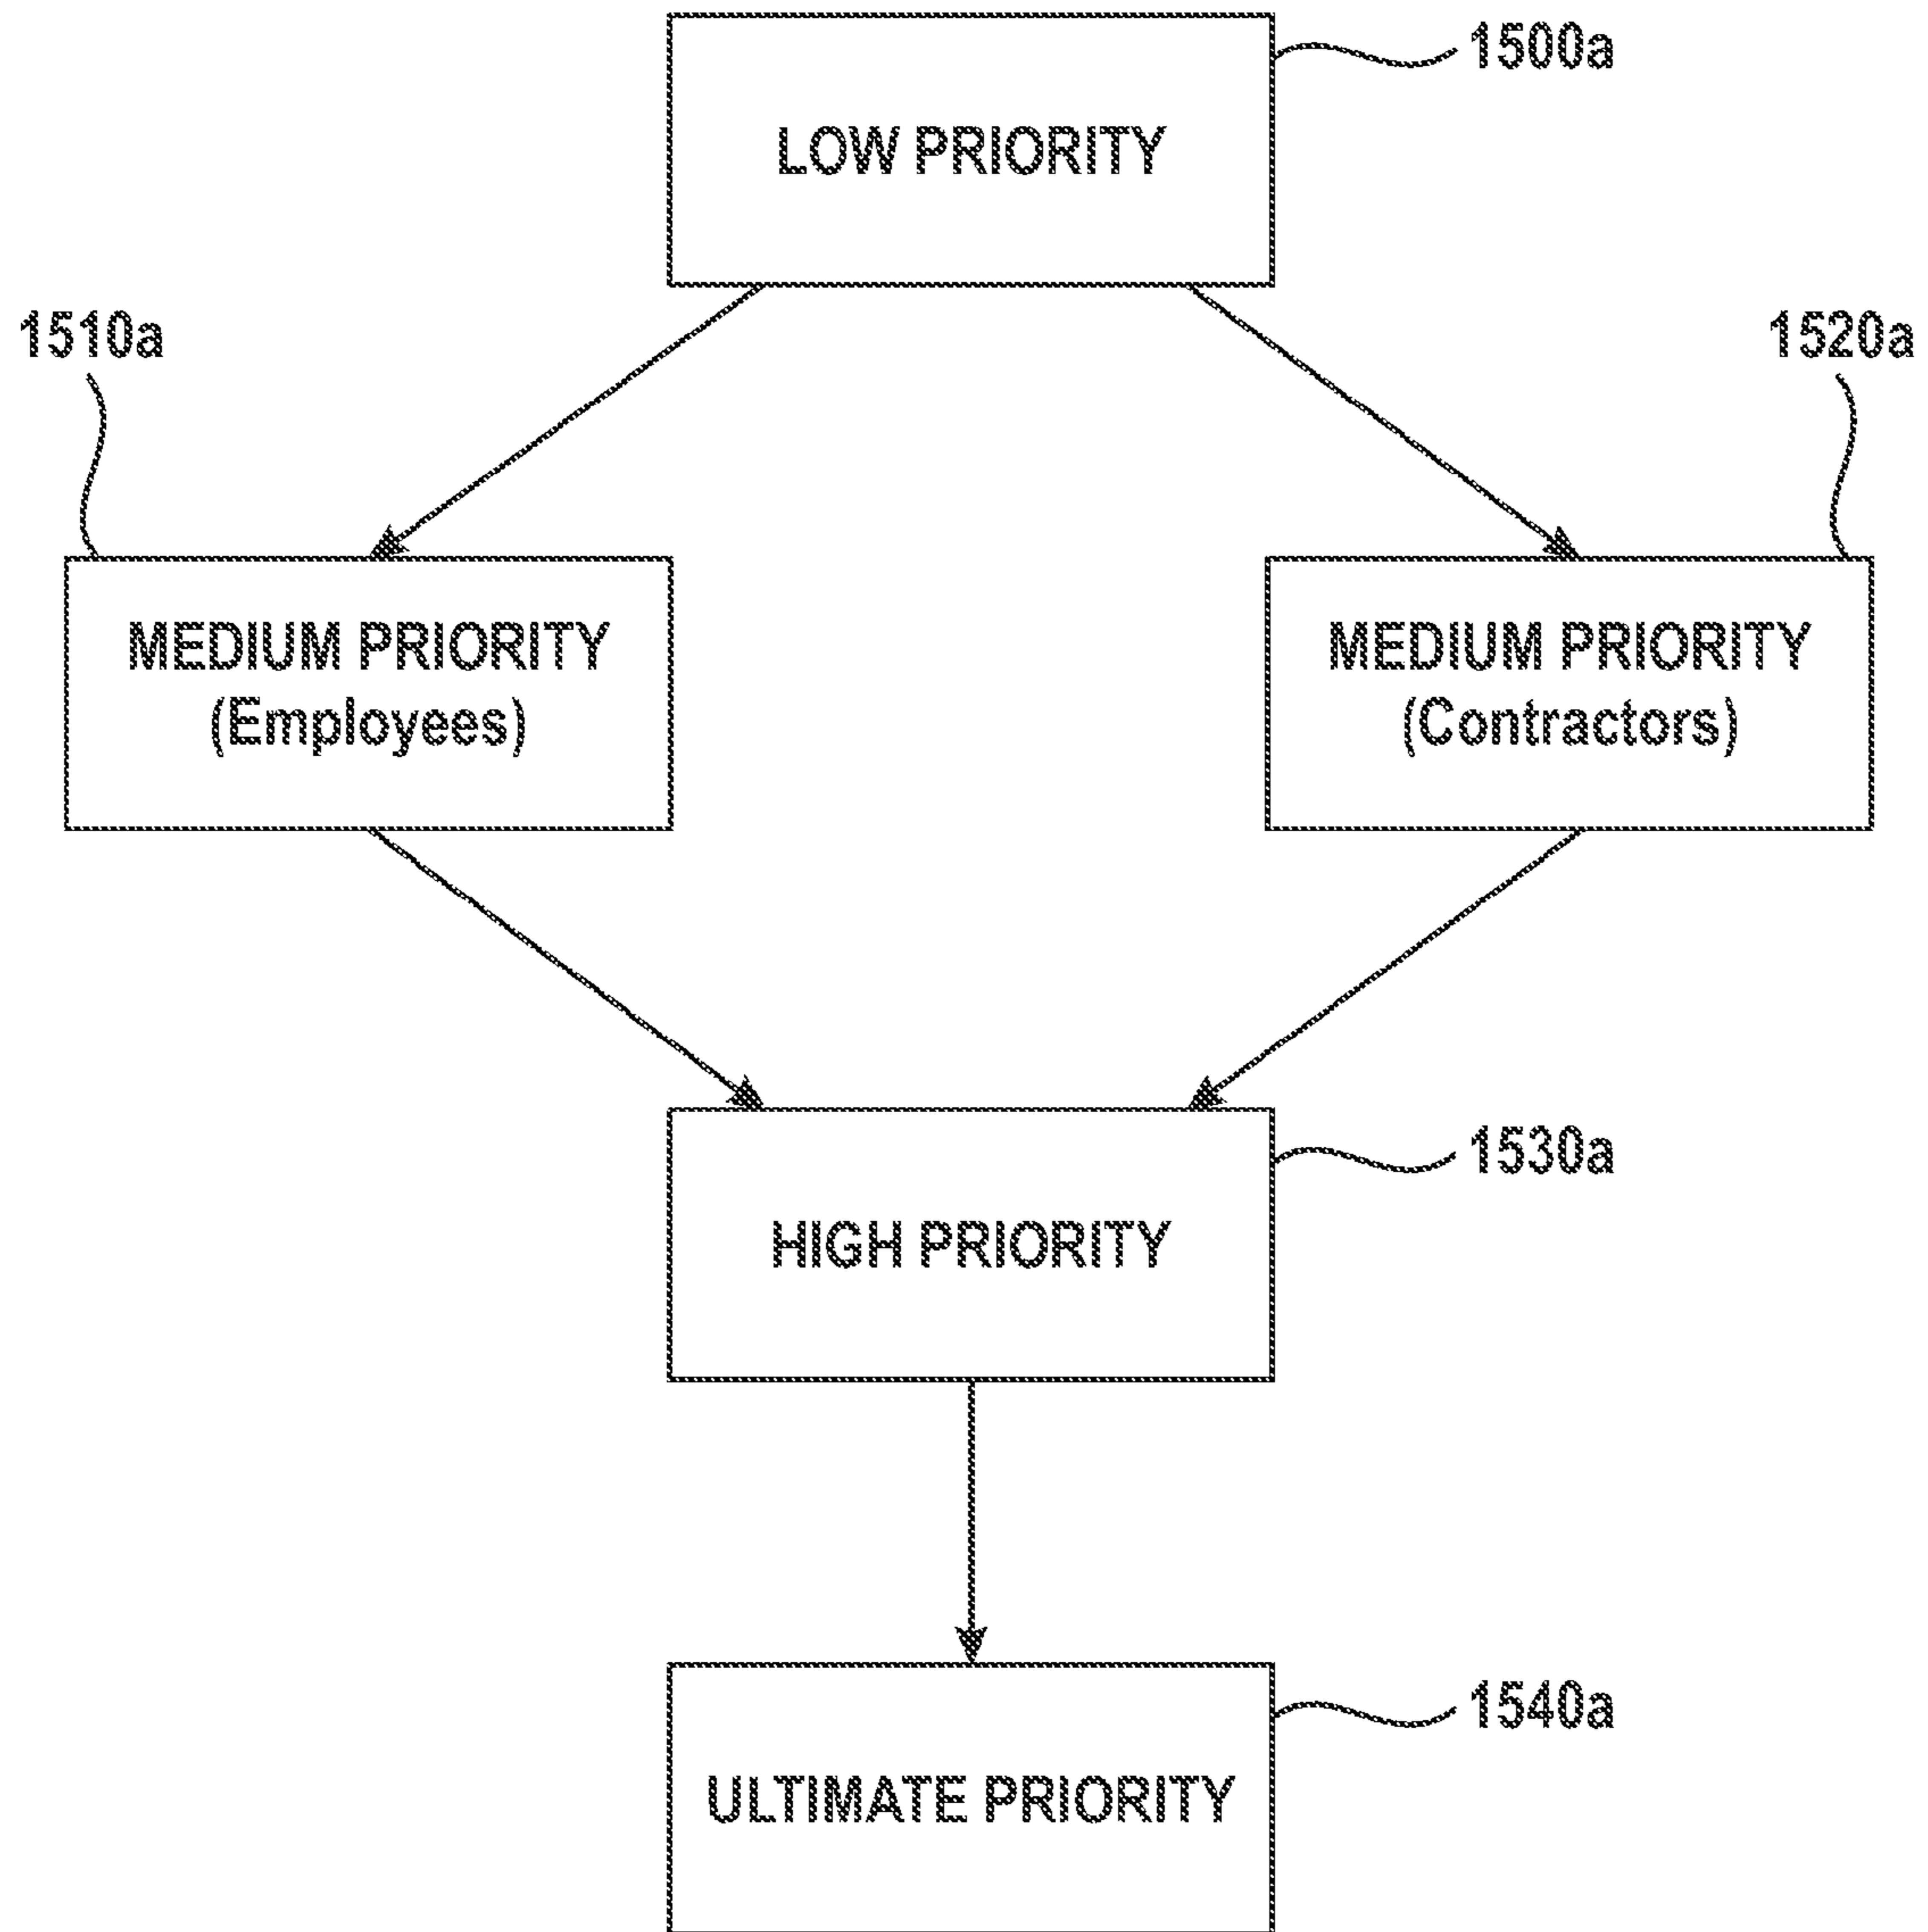 LOW PRIORITY
1500a
1510a
1520a
MEDIUM PRIORITY
(Employees)
MEDIUM PRIORITY
(Contractors)
1530a
HIGH PRIORITY
1540a
ULTIMATE PRIORITY